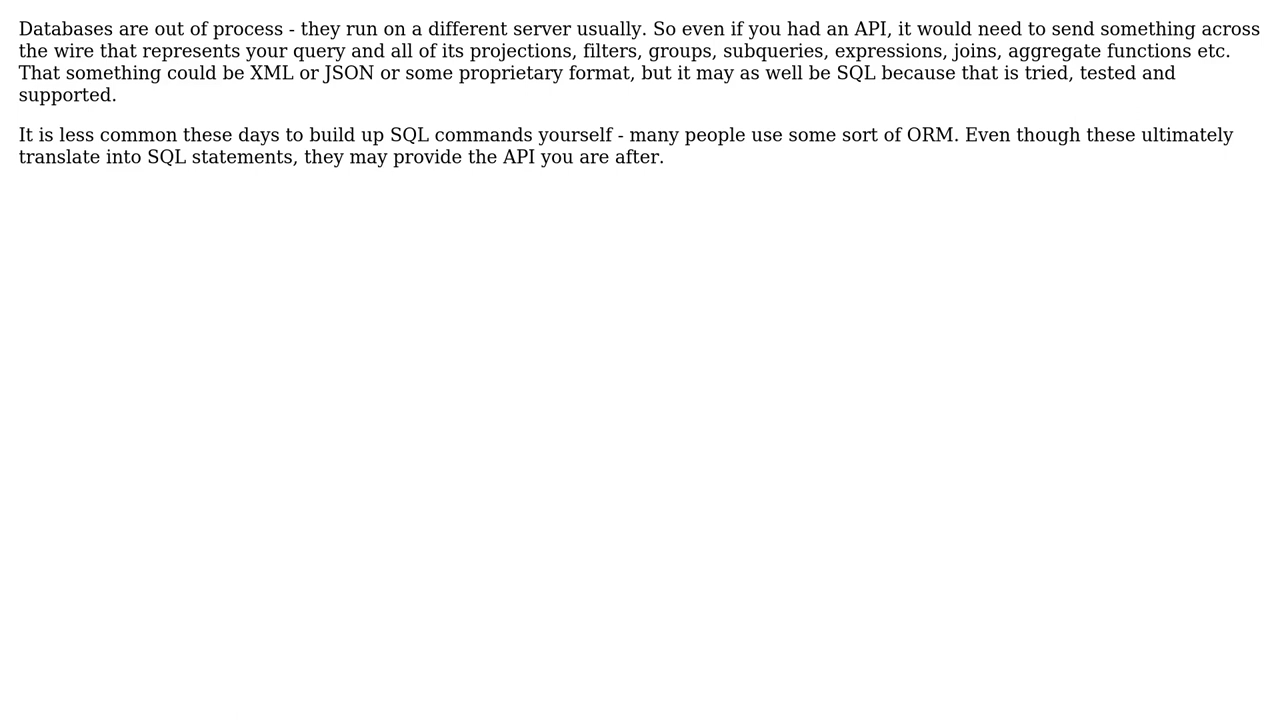 Databases are out of process - they run on a different server usually. So even if you had an API, it would need to send something across
the wire that represents your query and all of its projections, filters, groups, subqueries, expressions, joins, aggregate functions etc.
That something could be XML or JSON or some proprietary format, but it may as well be SQL because that is tried, tested and
supported.
It is less common these days to build up SQL commands yourself - many people use some sort of ORM. Even though these ultimately
translate into SQL statements, they may provide the API you are after.